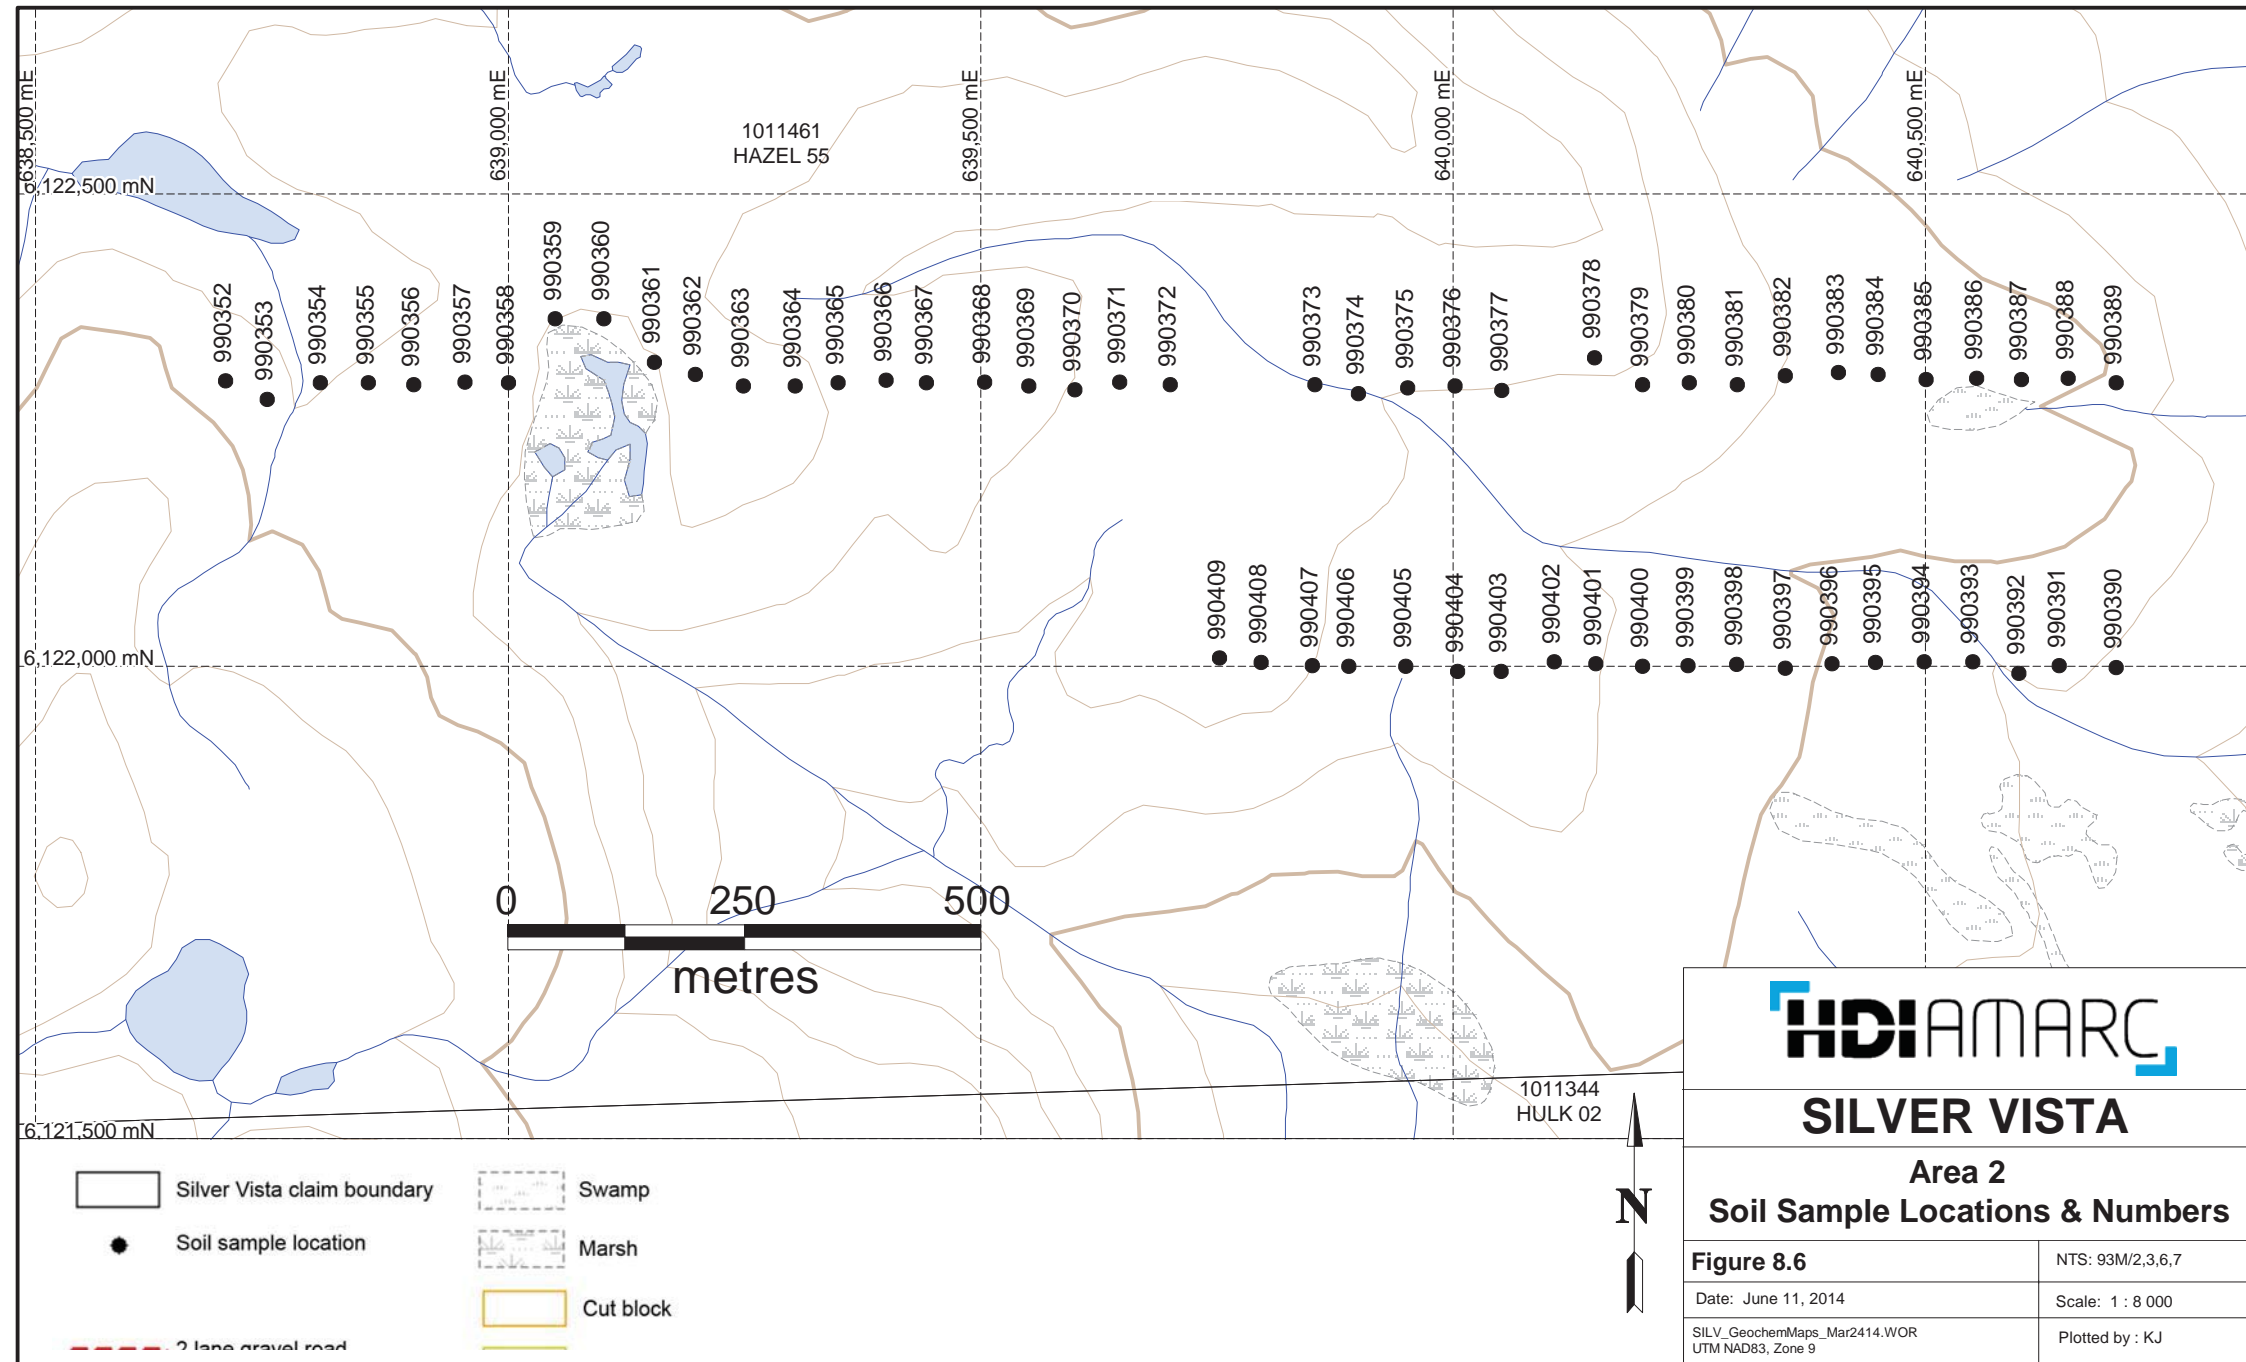 638,500 mE
639,000 mE
639,500 mE
640,000 mE
640,500 mE
1011461
HAZEL 55
6,122,500 mN
990352
990353
990354
990355
990356
990357
990358
990359
990360
990361
990362
990363
990364
990365
990366
990367
990368
990369
990370
990371
990372
990373
990374
990375
990376
990377
990378
990379
990380
990381
990382
990383
990384
990385
990386
990387
990388
990389
990409
990408
990407
990406
990405
990404
990403
990402
990401
990400
990399
990398
990397
990396
990395
990394
990393
990392
990391
990390
6,122,000 mN
0 250 500
metres
1011344
HULK 02
6,121,500 mN
HDI AMARC
SILVER VISTA
Area 2
Soil Sample Locations & Numbers
Figure 8.6
NTS: 93M/2,3,6,7
Date: June 11, 2014
Scale: 1 : 8 000
SILV_GeochemMaps_Mar2414.WOR
UTM NAD83, Zone 9
Plotted by : KJ
N
Silver Vista claim boundary
Swamp
Soil sample location
Marsh
Cut block
2 lane gravel road